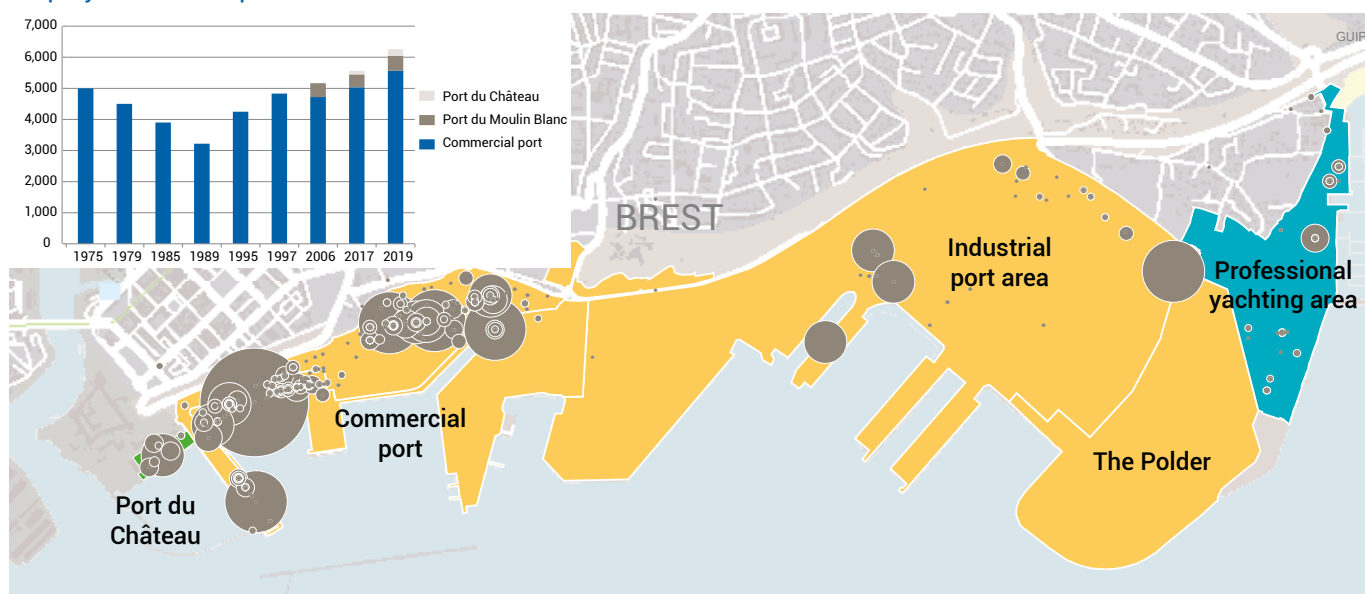 7,000
6,000
5,000
4,000
3,000
2,000
1,000
0
1975 1979 1985 1989 1995 1997 2006 2017 2019
Port du Château
Port du Moulin Blanc
Commercial port
BREST
Industrial
port area
Professional
yachting area
Commercial
port
The Polder
Port du
Château